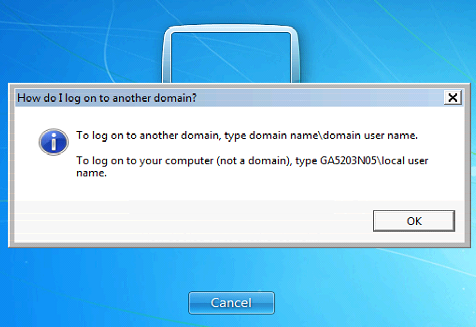 How do I log on to another domain?
To log on to another domain, type domain name\domain user name.
To log on to your computer (not a domain), type GA5203N05\local user
name.
OK
Cancel